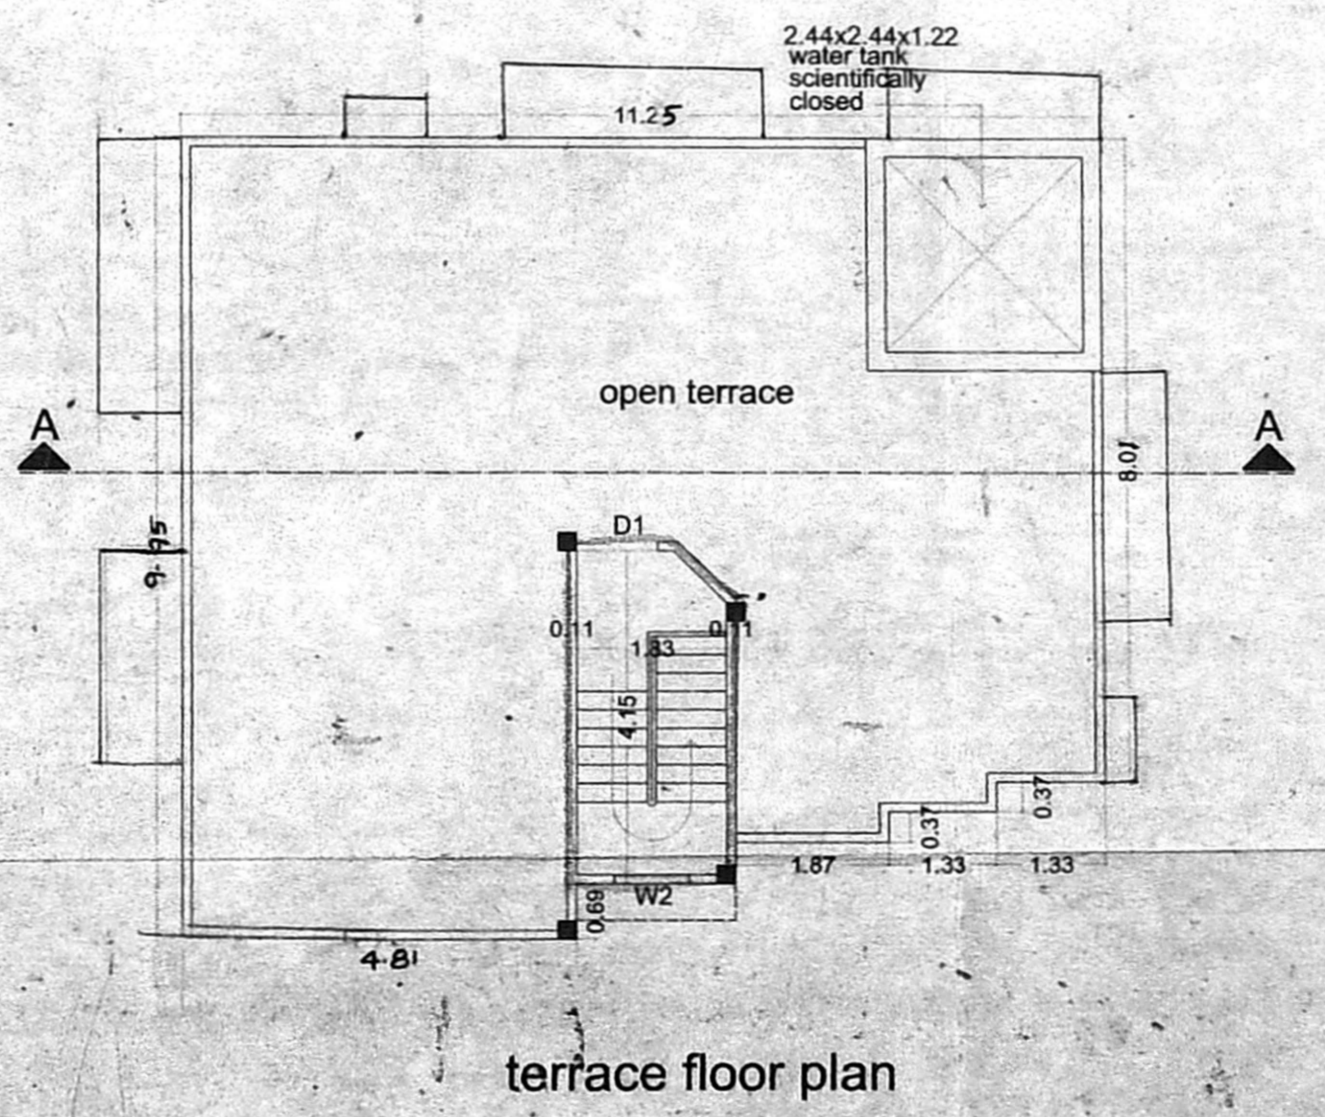 2.44x2.44x1.22
water tank
scientifically
closed
11.25
open terrace
A
A
8.01
9.95
D1
0.11
0.11
1.83
4.15
0.37
0.37
1.87
1.33
1.33
W2
0.69
4.81
terrace floor plan